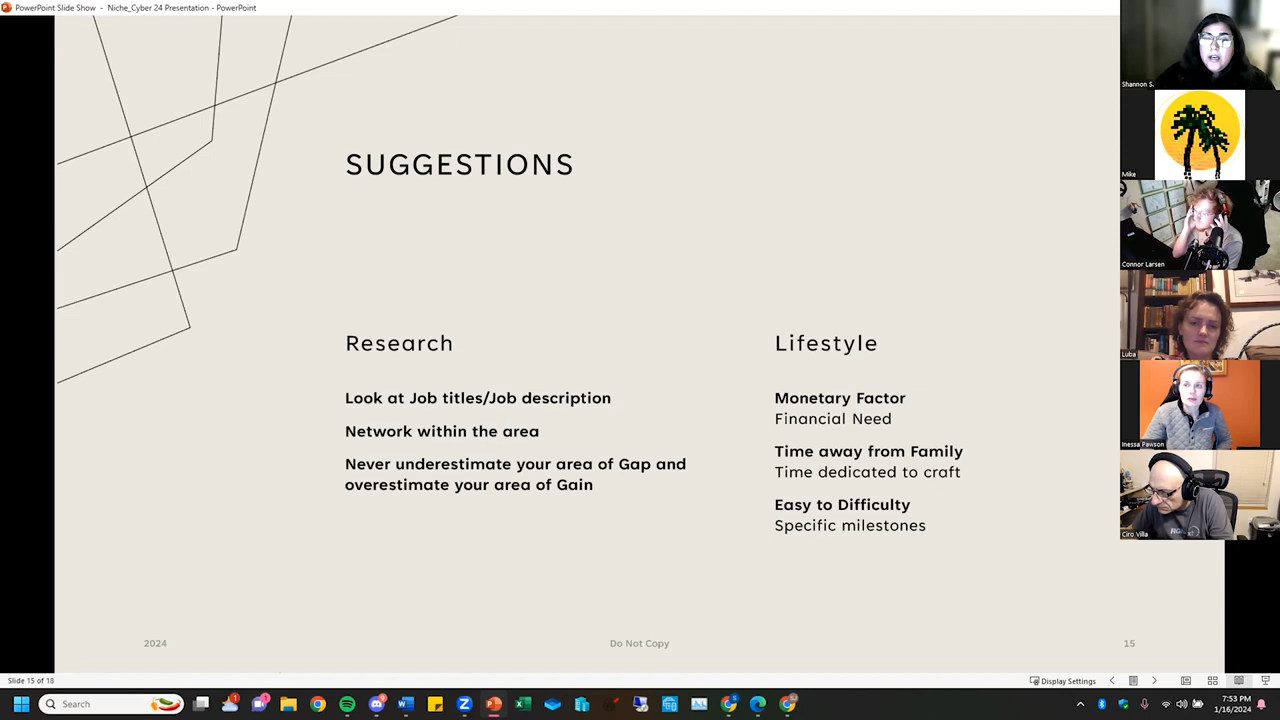 PowerPoint Slide Show - Niche_Cyber 24 Presentation - PowerPoint
SUGGESTIONS
Research
Look at Job titles/Job description
Network within the area
Never underestimate your area of Gap and
overestimate your area of Gain
Lifestyle
Monetary Factor
Financial Need
Time away from Family
Time dedicated to craft
Easy to Difficulty
Specific milestones
2024
Do Not Copy
15
Shannon S.
Mike
Connor Larsen
Luba
Inessa Pawson
Ciro Villa
Slide 15 of 18
Display Settings
Search
7:53 PM
1/16/2024